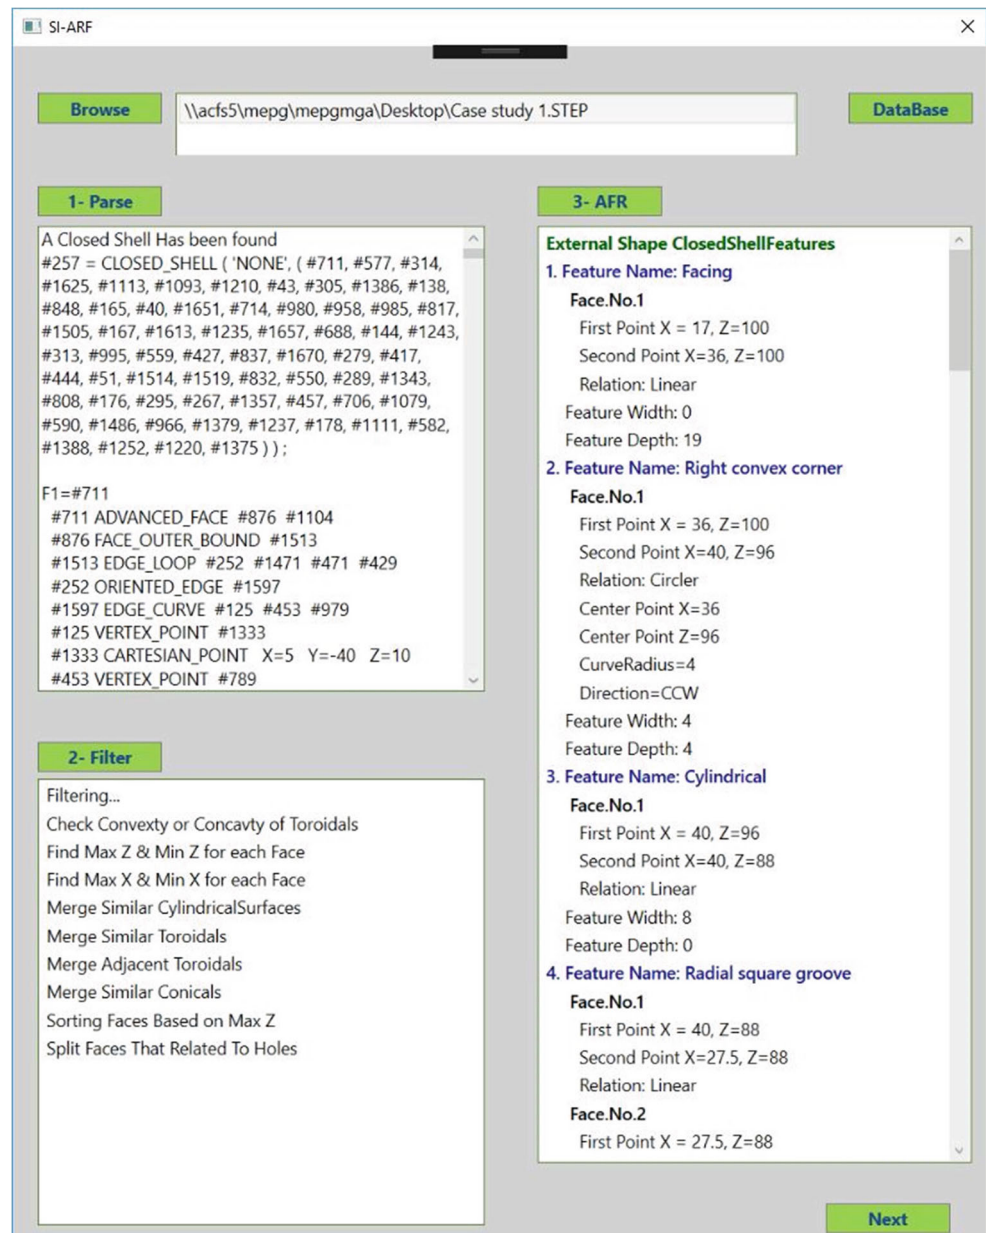 SI-ARF
Browse
\\acfs5\mepg\mepgmga\Desktop\Case study 1.STEP
DataBase
1- Parse
A Closed Shell Has been found
#257 = CLOSED_SHELL ( 'NONE', ( #711, #577, #314,
#1625, #1113, #1093, #1210, #43, #305, #1386, #138,
#848, #165, #40, #1651, #714, #980, #958, #985, #817,
#1505, #167, #1613, #1235, #1657, #688, #144, #1243,
#313, #995, #559, #427, #837, #1670, #279, #417,
#444, #51, #1514, #1519, #832, #550, #289, #1343,
#808, #176, #295, #267, #1357, #457, #706, #1079,
#590, #1486, #966, #1379, #1237, #178, #1111, #582,
#1388, #1252, #1220, #1375 ) ) ;
F1=#711
#711 ADVANCED_FACE #876 #1104
#876 FACE_OUTER_BOUND #1513
#1513 EDGE_LOOP #252 #1471 #471 #429
#252 ORIENTED_EDGE #1597
#1597 EDGE_CURVE #125 #453 #979
#125 VERTEX_POINT #1333
#1333 CARTESIAN_POINT X=5 Y=-40 Z=10
#453 VERTEX_POINT #789
2- Filter
Filtering...
Check Convexty or Concavty of Toroidals
Find Max Z & Min Z for each Face
Find Max X & Min X for each Face
Merge Similar CylindricalSurfaces
Merge Similar Toroidals
Merge Adjacent Toroidals
Merge Similar Conicals
Sorting Faces Based on Max Z
Split Faces That Related To Holes
3- AFR
External Shape ClosedShellFeatures
1. Feature Name: Facing
Face.No.1
First Point X = 17, Z=100
Second Point X=36, Z=100
Relation: Linear
Feature Width: 0
Feature Depth: 19
2. Feature Name: Right convex corner
Face.No.1
First Point X = 36, Z=100
Second Point X=40, Z=96
Relation: Circler
Center Point X=36
Center Point Z=96
CurveRadius=4
Direction=CCW
Feature Width: 4
Feature Depth: 4
3. Feature Name: Cylindrical
Face.No.1
First Point X = 40, Z=96
Second Point X=40, Z=88
Relation: Linear
Feature Width: 8
Feature Depth: 0
4. Feature Name: Radial square groove
Face.No.1
First Point X = 40, Z=88
Second Point X=27.5, Z=88
Relation: Linear
Face.No.2
First Point X = 27.5, Z=88
Next